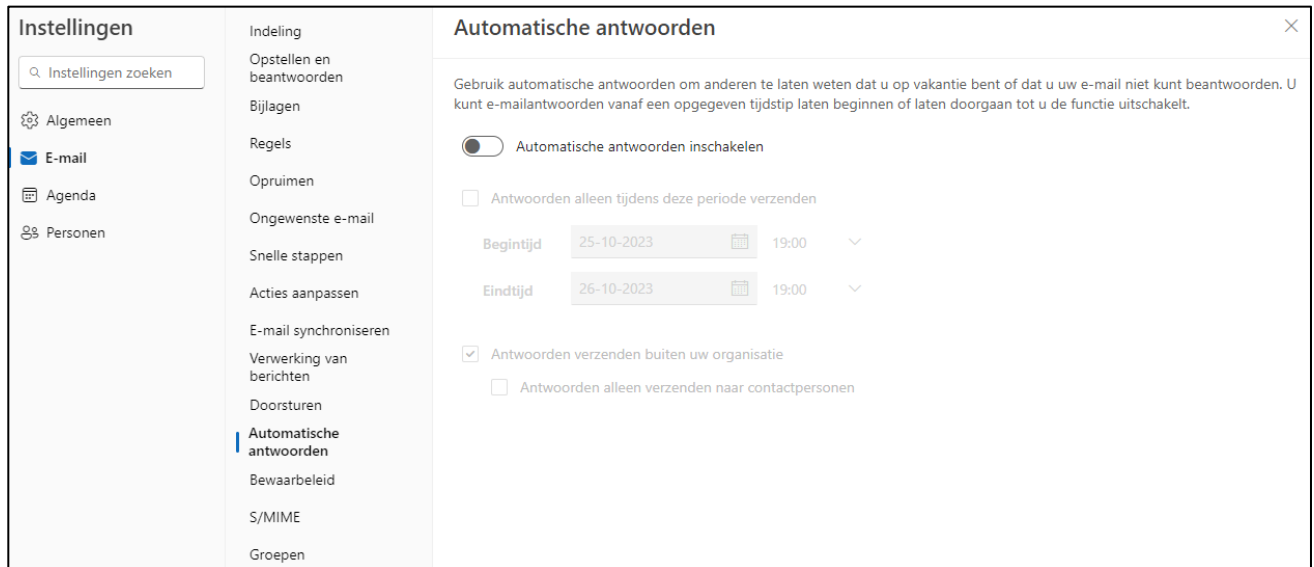 Instellingen
Instellingen zoeken
Algemeen
E-mail
Agenda
Personen
Indeling
Opstellen en
beantwoorden
Bijlagen
Regels
Opruimen
Ongewenste e-mail
Snelle stappen
Acties aanpassen
E-mail synchroniseren
Verwerking van
berichten
Doorsturen
Automatische
antwoorden
Bewaarbeleid
S/MIME
Groepen
Automatische antwoorden
Gebruik automatische antwoorden om anderen te laten weten dat u op vakantie bent of dat u uw e-mail niet kunt beantwoorden. U
kunt e-mailantwoorden vanaf een opgegeven tijdstip laten beginnen of laten doorgaan tot u de functie uitschakelt.
Automatische antwoorden inschakelen
Antwoorden alleen tijdens deze periode verzenden
Begintijd 25-10-2023 19:00
Eindtijd 26-10-2023 19:00
Antwoorden verzenden buiten uw organisatie
Antwoorden alleen verzenden naar contactpersonen